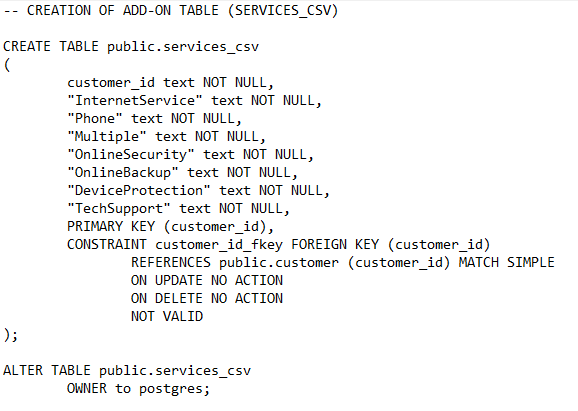 -- CREATION OF ADD-ON TABLE (SERVICES_CSV)
CREATE TABLE public.services_csv
(
customer_id text NOT NULL,
"InternetService" text NOT NULL,
"Phone" text NOT NULL,
"Multiple" text NOT NULL,
"OnlineSecurity" text NOT NULL,
"OnlineBackup" text NOT NULL,
"DeviceProtection" text NOT NULL,
"TechSupport" text NOT NULL,
PRIMARY KEY (customer_id),
CONSTRAINT customer_id_fkey FOREIGN KEY (customer_id)
REFERENCES public.customer (customer_id) MATCH SIMPLE
ON UPDATE NO ACTION
ON DELETE NO ACTION
NOT VALID
);
ALTER TABLE public.services_csv
OWNER to postgres;